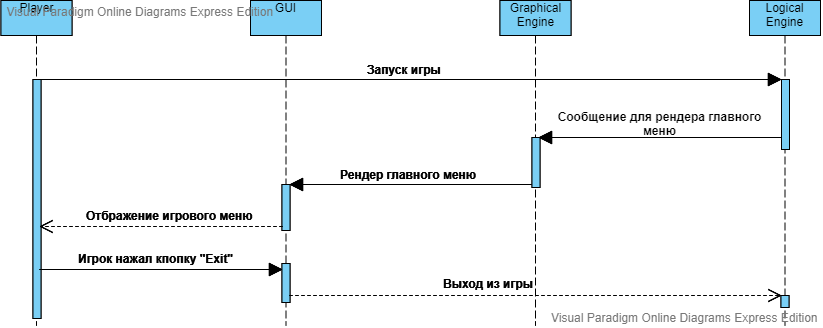 Player
Visual Paradigm Online Diagrams Express Edition
GUI
Graphical
Engine
Logical
Engine
Запуск игры
Сообщение для рендера главного
меню
Рендер главного меню
Отбражение игрового меню
Игрок нажал кпопку "Exit"
Выход из игры
Visual Paradigm Online Diagrams Express Edition